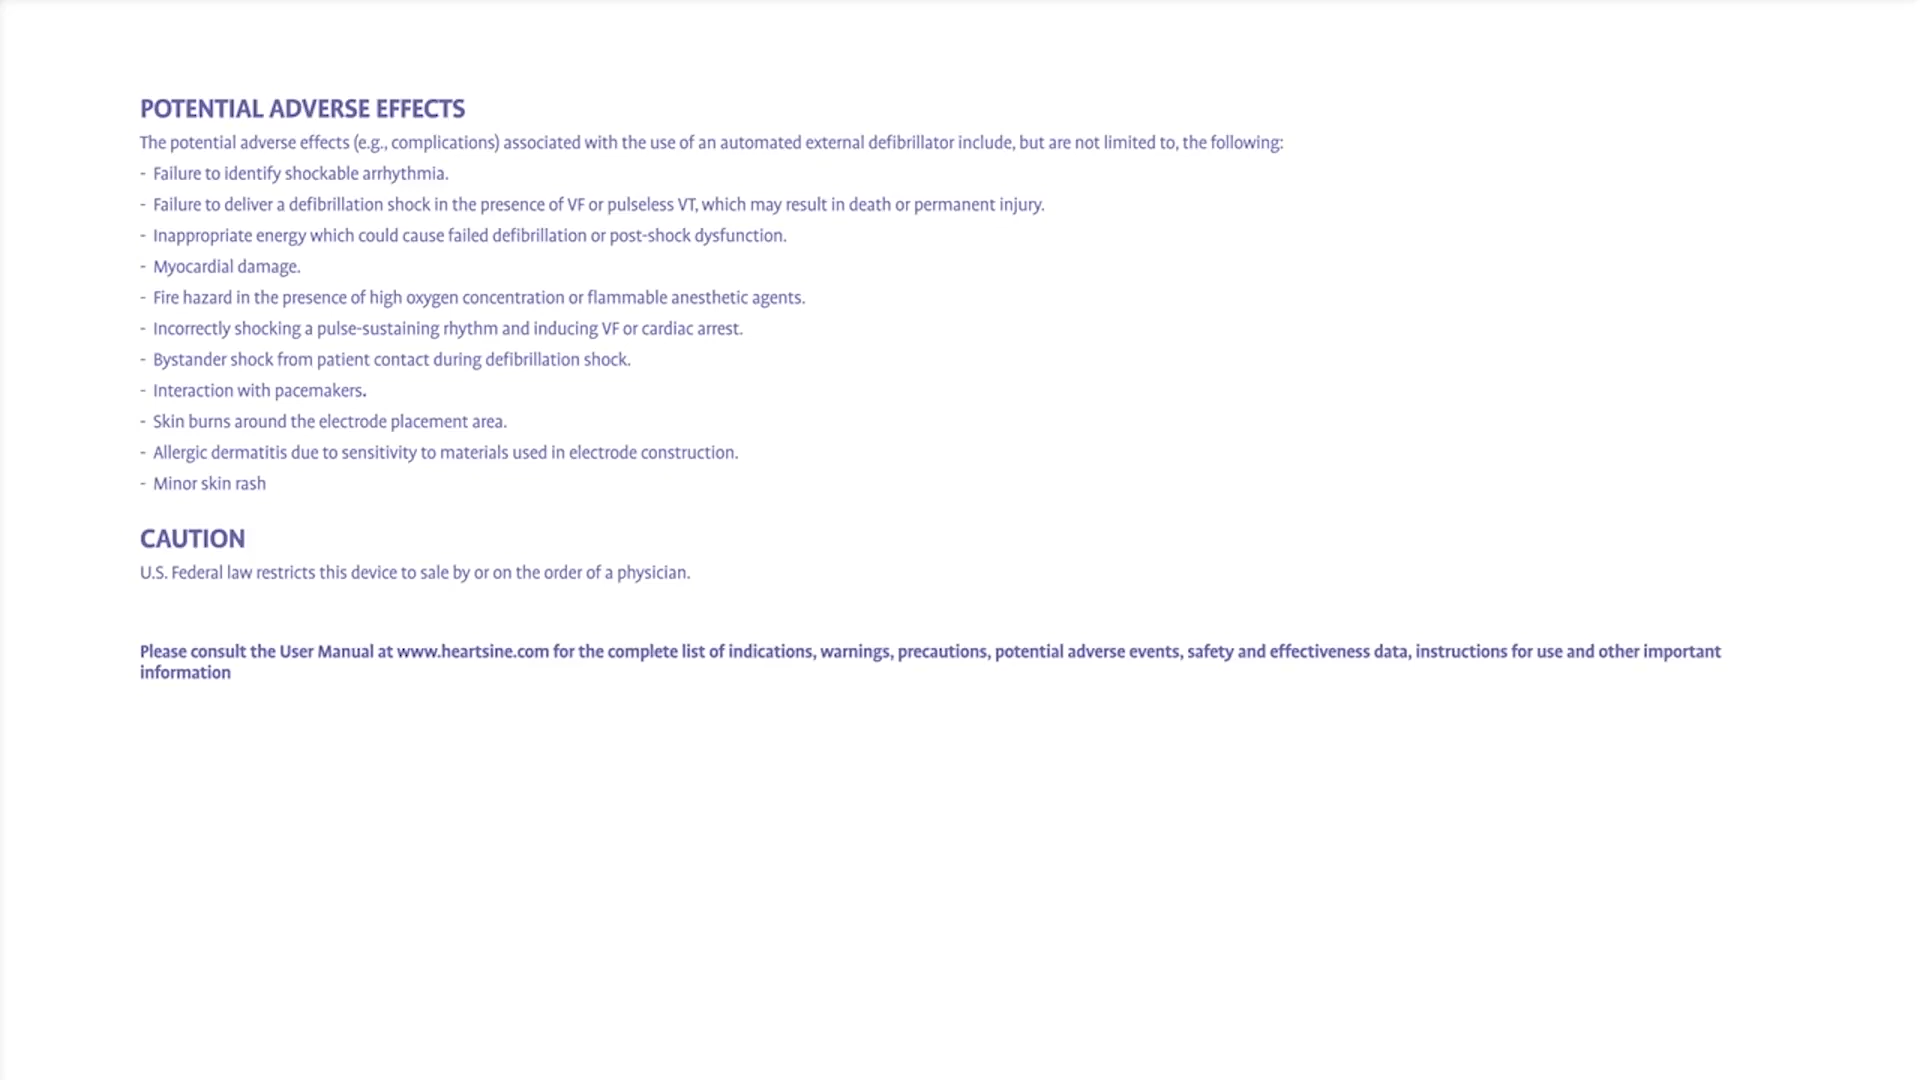 POTENTIAL ADVERSE EFFECTS
The potential adverse effects (e.g., complications) associated with the use of an automated external defibrillator include, but are not limited to, the following:
- Failure to identify shockable arrhythmia.
- Failure to deliver a defibrillation shock in the presence of VF or pulseless VT, which may result in death or permanent injury.
- Inappropriate energy which could cause failed defibrillation or post-shock dysfunction.
- Myocardial damage.
- Fire hazard in the presence of high oxygen concentration or flammable anesthetic agents.
- Incorrectly shocking a pulse-sustaining rhythm and inducing VF or cardiac arrest.
- Bystander shock from patient contact during defibrillation shock.
- Interaction with pacemakers.
- Skin burns around the electrode placement area.
- Allergic dermatitis due to sensitivity to materials used in electrode construction.
- Minor skin rash
CAUTION
U.S. Federal law restricts this device to sale by or on the order of a physician.
Please consult the User Manual at www.heartsine.com for the complete list of indications, warnings, precautions, potential adverse events, safety and effectiveness data, instructions for use and other important
information